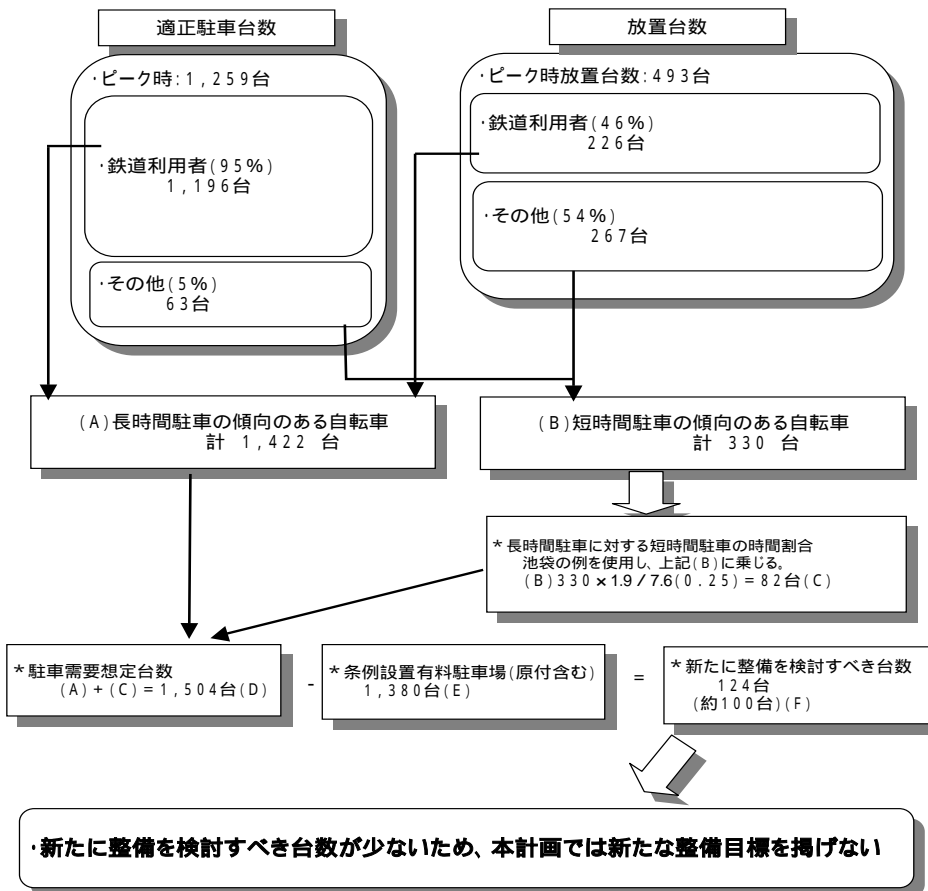 適正駐車台数
・ピーク時:1,259台
・鉄道利用者(95%)
1,196台
・その他(5%)
63台
放置台数
・ピーク時放置台数:493台
・鉄道利用者(46%)
226台
・その他(54%)
267台
(A)長時間駐車の傾向のある自転車
計 1,422 台
(B)短時間駐車の傾向のある自転車
計 330 台
*長時間駐車に対する短時間駐車の時間割合
池袋の例を使用し、上記(B)に乗じる。
(B)330×1.9/7.6(0.25)=82台(C)
*駐車需要想定台数
(A)+(C)=1,504台(D)
-
*条例設置有料駐車場(原付含む)
1,380台(E)
=
*新たに整備を検討すべき台数
124台
(約100台)(F)
・新たに整備を検討すべき台数が少ないため、本計画では新たな整備目標を掲げない